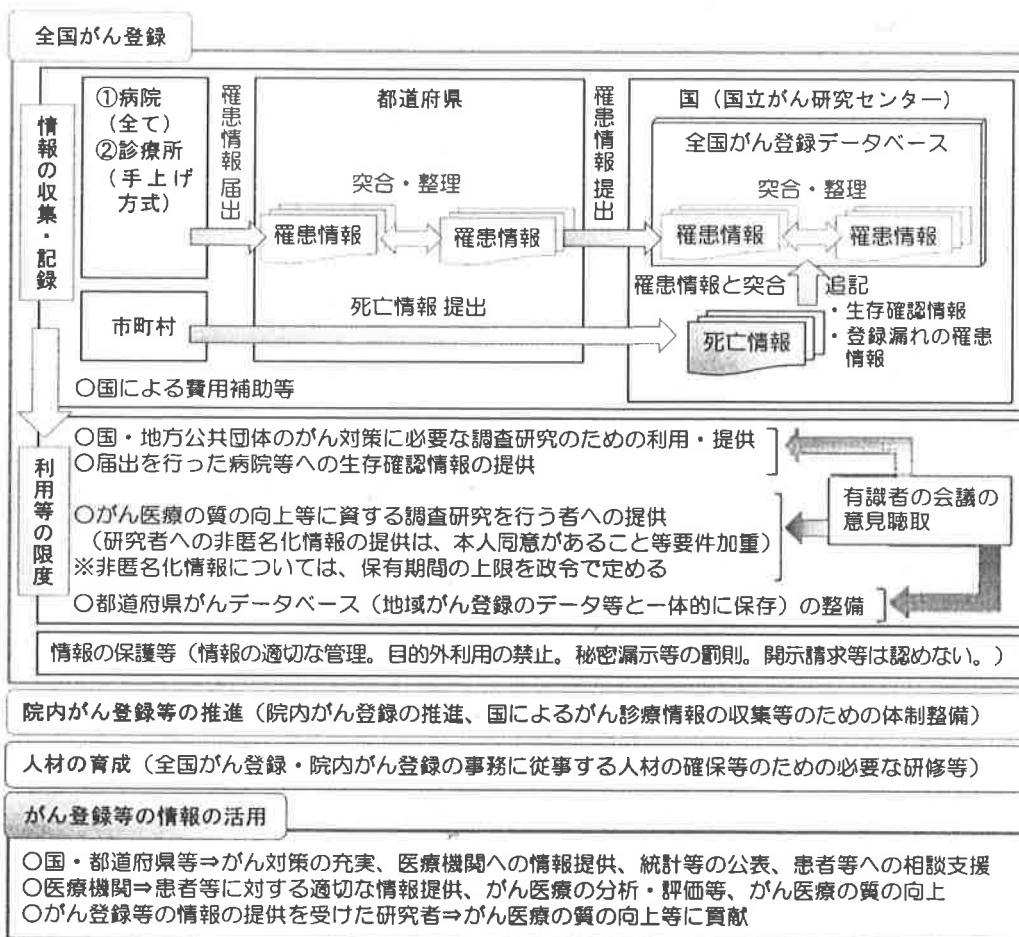 全国がん登録
情報の収集・記録
①病院
(全て)
②診療所
(手上げ
方式)
罹患情報 届出
都道府県
突合・整理
罹患情報
罹患情報
罹患情報 提出
国(国立がん研究センター)
全国がん登録データベース
突合・整理
罹患情報
罹患情報
罹患情報と突合
追記
市町村
死亡情報 提出
死亡情報
・生存確認情報
・登録漏れの罹患
情報
○国による費用補助等
利用等の限度
○国・地方公共団体のがん対策に必要な調査研究のための利用・提供
○届出を行った病院等への生存確認情報の提供
有識者の会議の
意見聴取
○がん医療の質の向上等に資する調査研究を行う者への提供
(研究者への非匿名化情報の提供は、本人同意があること等要件加重)
※非匿名化情報については、保有期間の上限を政令で定める
○都道府県がんデータベース(地域がん登録のデータ等と一体的に保存)の整備
情報の保護等(情報の適切な管理。目的外利用の禁止。秘密漏示等の罰則。開示請求等は認めない。)
院内がん登録等の推進(院内がん登録の推進、国によるがん診療情報の収集等のための体制整備)
人材の育成(全国がん登録・院内がん登録の事務に従事する人材の確保等のための必要な研修等)
がん登録等の情報の活用
○国・都道府県等⇒がん対策の充実、医療機関への情報提供、統計等の公表、患者等への相談支援
○医療機関⇒患者等に対する適切な情報提供、がん医療の分析・評価等、がん医療の質の向上
○がん登録等の情報の提供を受けた研究者⇒がん医療の質の向上等に貢献